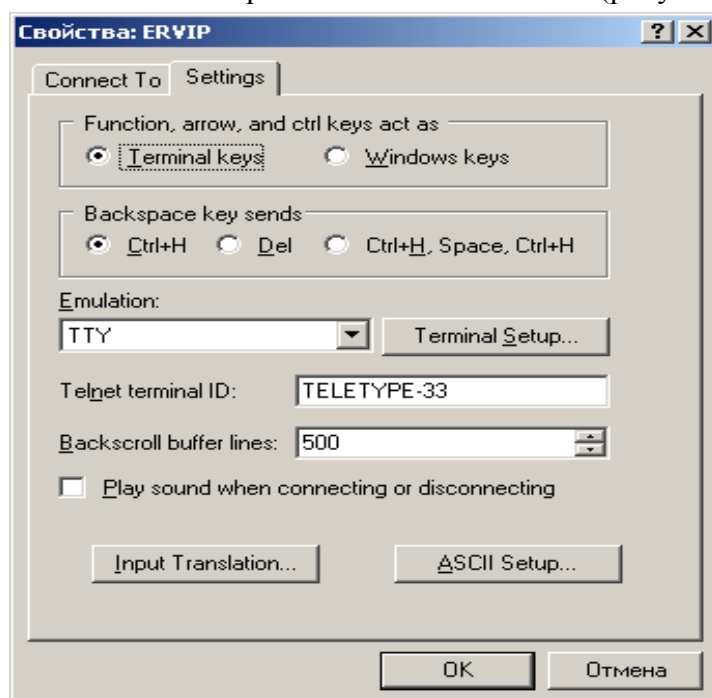 Свойства: ERVIP
Connect To Settings
Function, arrow, and ctrl keys act as
Terminal keys Windows keys
Backspace key sends
Ctrl+H Del Ctrl+H, Space, Ctrl+H
Emulation:
TTY Terminal Setup...
Telnet terminal ID: TELETYPE-33
Backscroll buffer lines: 500
Play sound when connecting or disconnecting
Input Translation... ASCII Setup...
OK Отмена